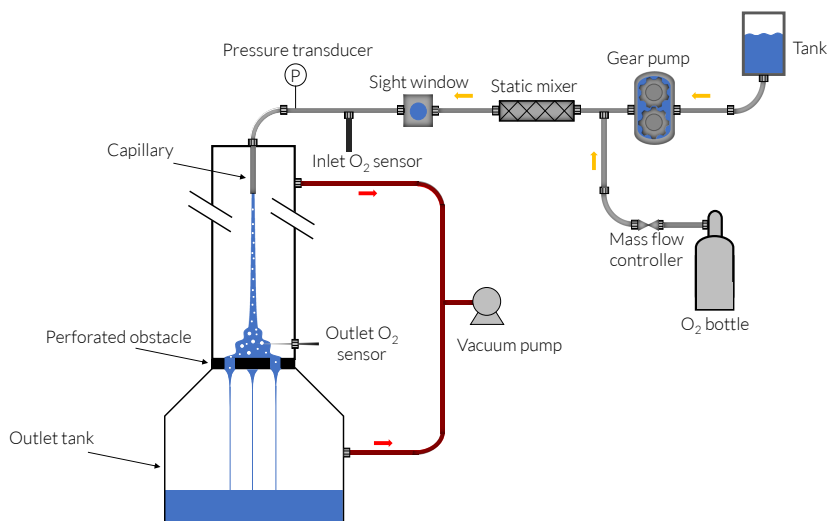 Pressure transducer
P
Sight window
Static mixer
Gear pump
Tank
Capillary
Inlet O₂ sensor
Mass flow
controller
O₂ bottle
Perforated obstacle
Outlet O₂
sensor
Vacuum pump
Outlet tank